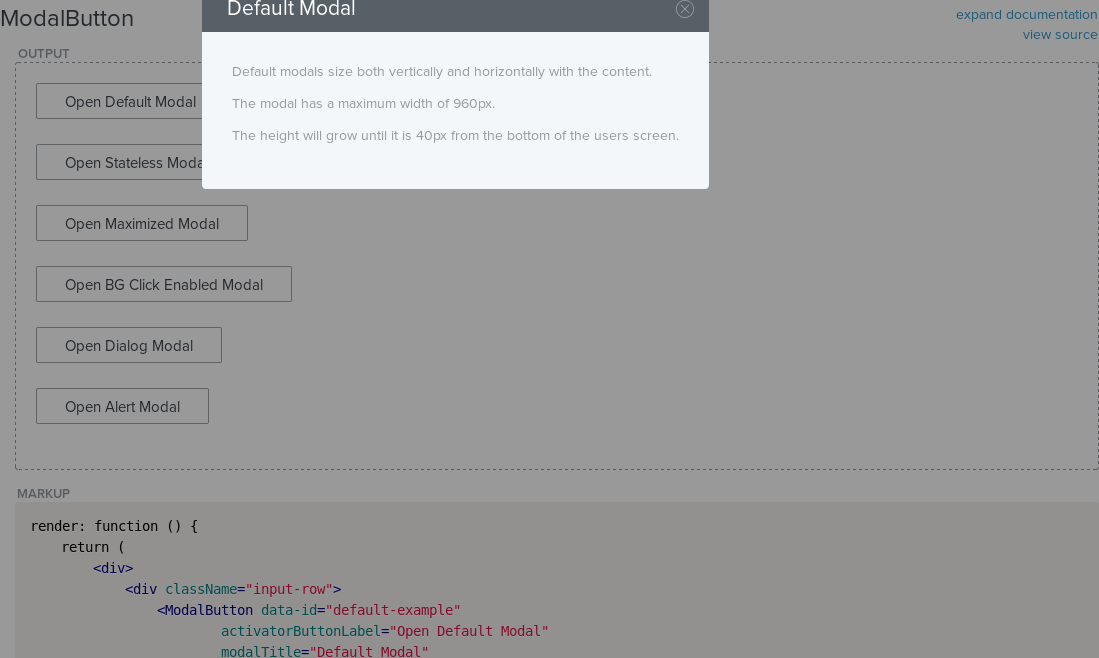 ModalButton
expand documentation
view source
Default Modal
Default modals size both vertically and horizontally with the content.
The modal has a maximum width of 960px.
The height will grow until it is 40px from the bottom of the users screen.
OUTPUT
Open Default Modal
Open Stateless Moda
Open Maximized Modal
Open BG Click Enabled Modal
Open Dialog Modal
Open Alert Modal
MARKUP
render: function () {
return (
<div>
<div className="input-row">
<ModalButton data-id="default-example"
activatorButtonLabel="Open Default Modal"
modalTitle="Default Modal"